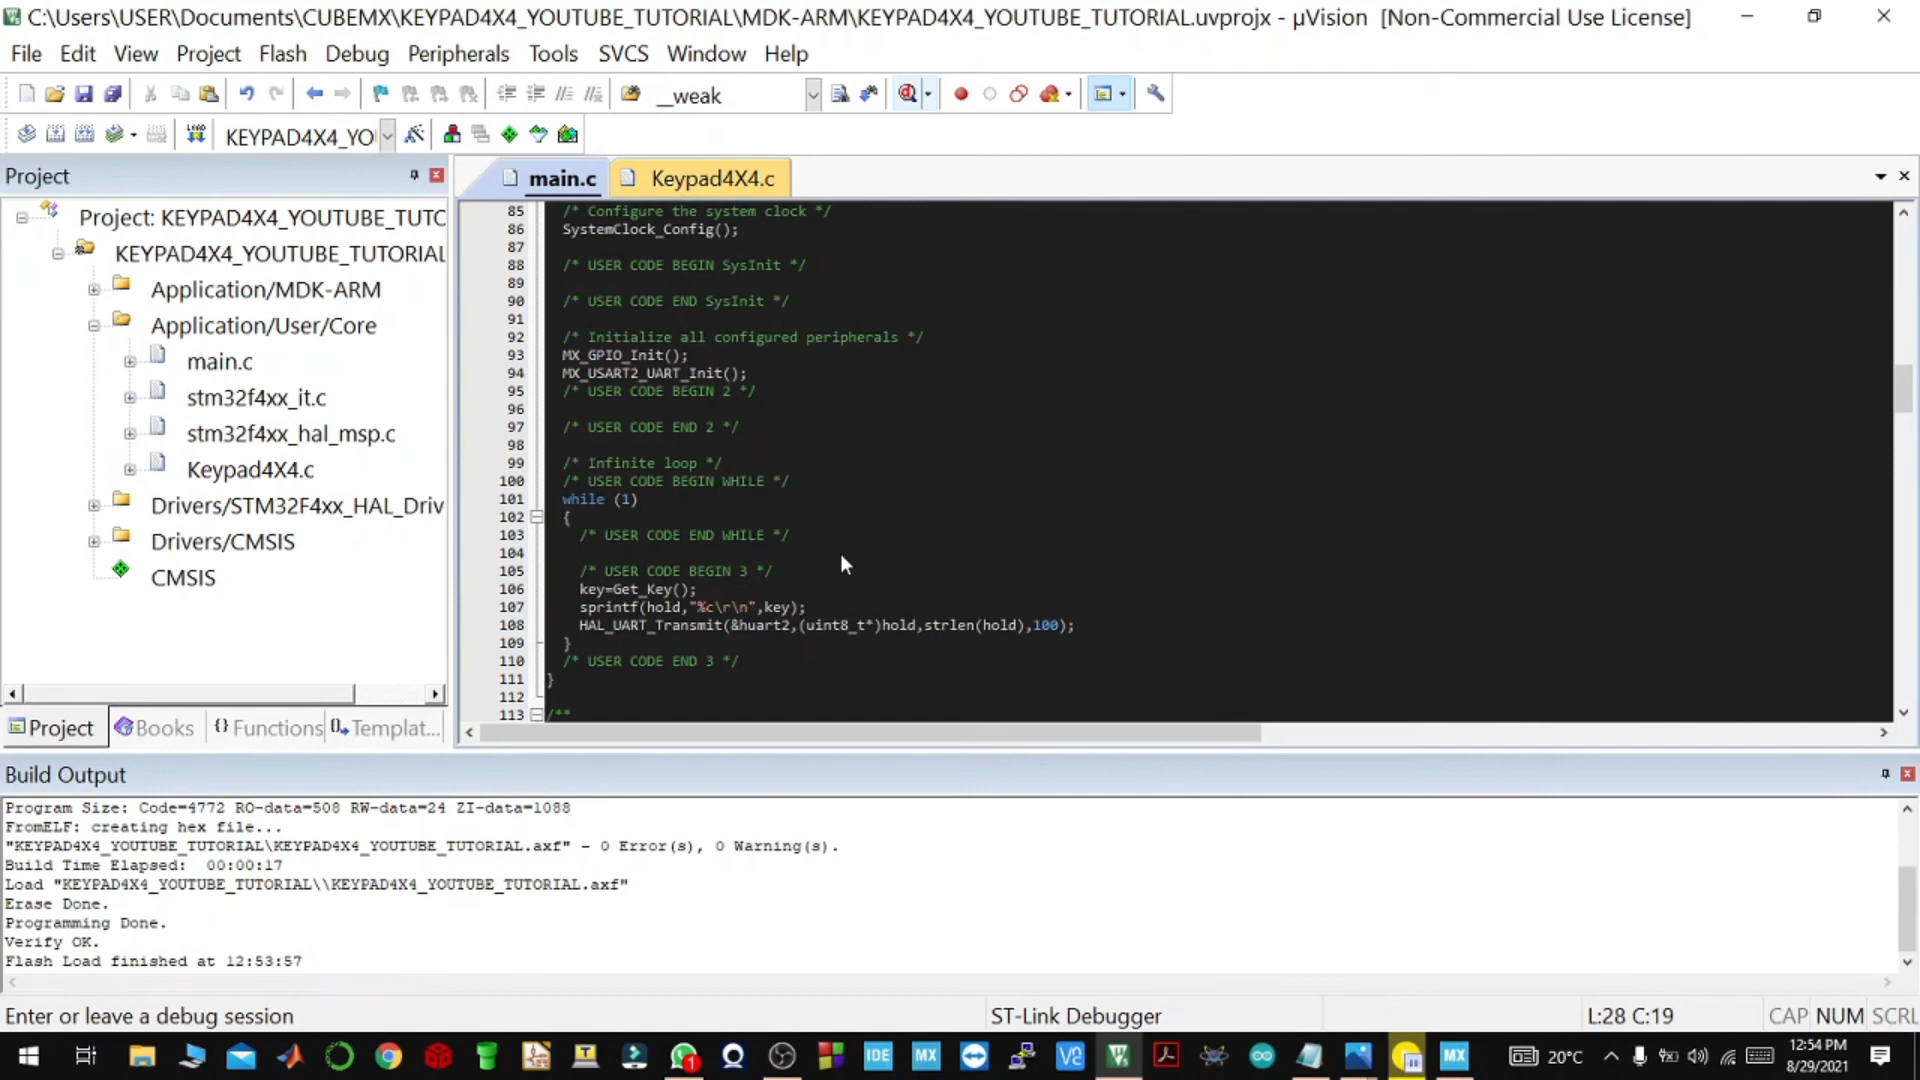 C:\Users\USER\Documents\CUBEMX\KEYPAD4X4_YOUTUBE_TUTORIAL\MDK-ARM\KEYPAD4X4_YOUTUBE_TUTORIAL.uvprojx - µVision [Non-Commercial Use License]
File Edit View Project Flash Debug Peripherals Tools SVCS Window Help
__weak
LOAD KEYPAD4X4_YO
Project
main.c Keypad4X4.c
Project: KEYPAD4X4_YOUTUBE_TUTC
KEYPAD4X4_YOUTUBE_TUTORIAL
Application/MDK-ARM
Application/User/Core
main.c
stm32f4xx_it.c
stm32f4xx_hal_msp.c
Keypad4X4.c
Drivers/STM32F4xx_HAL_Driv
Drivers/CMSIS
CMSIS
Project Books {} Functions Templat...
85 /* Configure the system clock */
86 SystemClock_Config();
87
88 /* USER CODE BEGIN SysInit */
89
90 /* USER CODE END SysInit */
91
92 /* Initialize all configured peripherals */
93 MX_GPIO_Init();
94 MX_USART2_UART_Init();
95 /* USER CODE BEGIN 2 */
96
97 /* USER CODE END 2 */
98
99 /* Infinite loop */
100 /* USER CODE BEGIN WHILE */
101 while (1)
102 {
103 /* USER CODE END WHILE */
104
105 /* USER CODE BEGIN 3 */
106 key=Get_Key();
107 sprintf(hold,"%c\r\n",key);
108 HAL_UART_Transmit(&huart2,(uint8_t*)hold,strlen(hold),100);
109 }
110 /* USER CODE END 3 */
111 }
112
113 /**
Build Output
Program Size: Code=4772 RO-data=508 RW-data=24 ZI-data=1088
FromELF: creating hex file...
"KEYPAD4X4_YOUTUBE_TUTORIAL\KEYPAD4X4_YOUTUBE_TUTORIAL.axf" - 0 Error(s), 0 Warning(s).
Build Time Elapsed: 00:00:17
Load "KEYPAD4X4_YOUTUBE_TUTORIAL\\KEYPAD4X4_YOUTUBE_TUTORIAL.axf"
Erase Done.
Programming Done.
Verify OK.
Flash Load finished at 12:53:57
Enter or leave a debug session ST-Link Debugger L:28 C:19 CAP NUM SCRL
1 IDE MX V2 MX 20°C 12:54 PM
8/29/2021